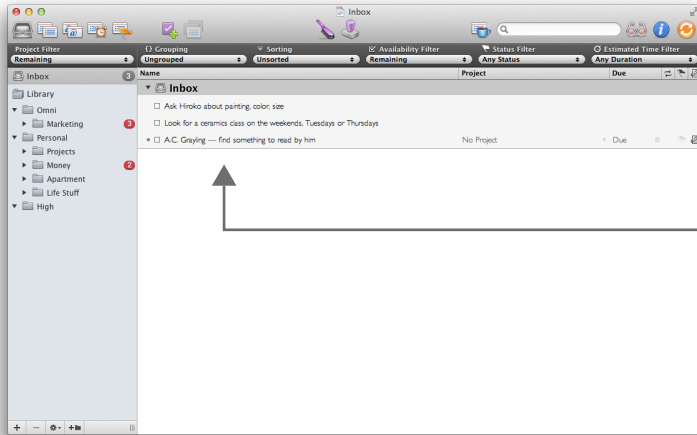 Inbox
Project Filter
{} Grouping
Sorting
Availability Filter
Status Filter
Estimated Time Filter
Remaining
Ungrouped
Unsorted
Remaining
Any Status
Any Duration
Inbox 3
Name
Project
Due
Library
Inbox
Omni
Ask Hiroko about painting, color, size
Marketing 3
Look for a ceramics class on the weekends, Tuesdays or Thursdays
Personal
A.C. Grayling — find something to read by him
No Project
Due
Projects
Money 2
Apartment
Life Stuff
High